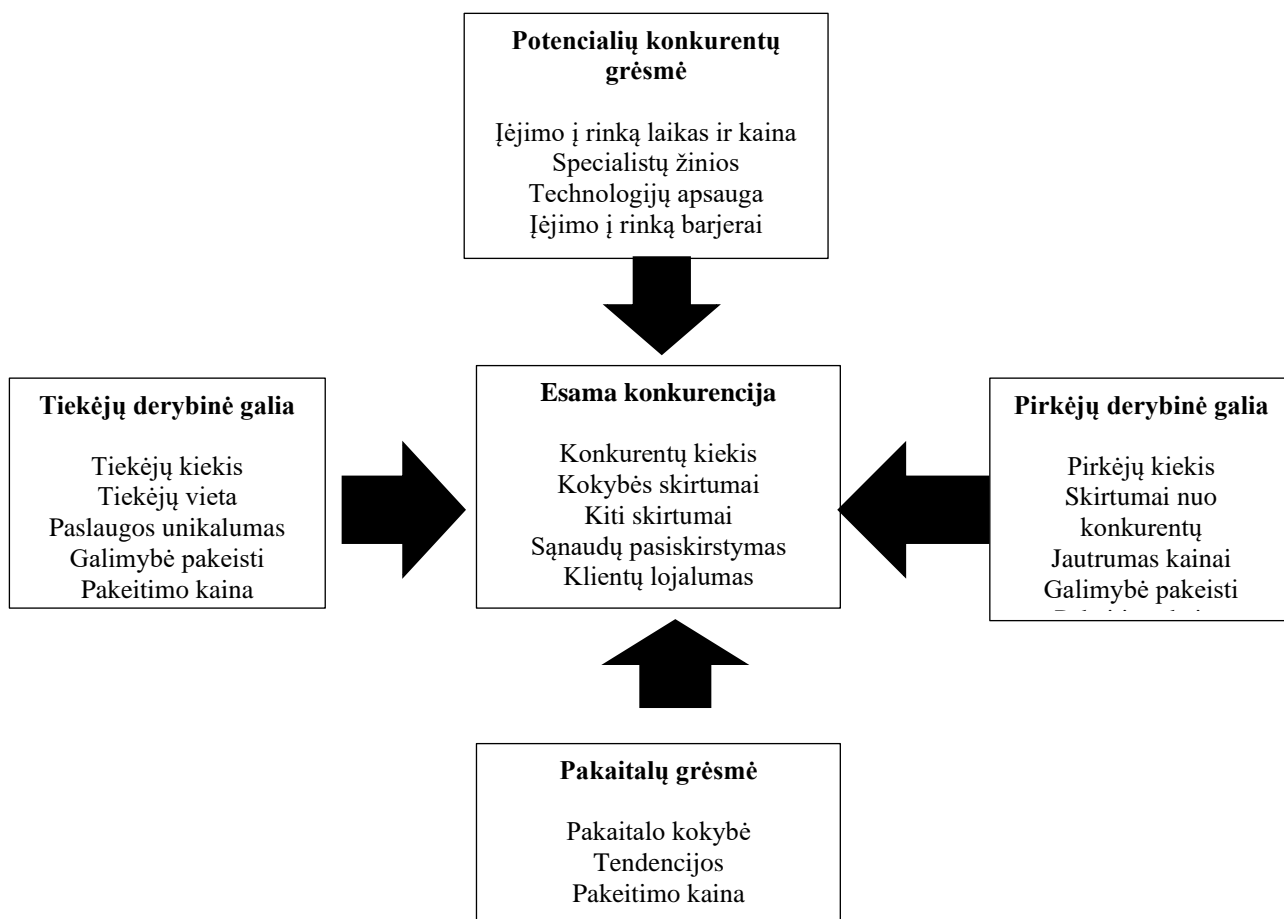 Potencialių konkurentų
grėsmė
Įėjimo į rinką laikas ir kaina
Specialistų žinios
Technologijų apsauga
Įėjimo į rinką barjerai
Tiekėjų derybinė galia
Tiekėjų kiekis
Tiekėjų vieta
Paslaugos unikalumas
Galimybė pakeisti
Pakeitimo kaina
Esama konkurencija
Konkurentų kiekis
Kokybės skirtumai
Kiti skirtumai
Sąnaudų pasiskirstymas
Klientų lojalumas
Pirkėjų derybinė galia
Pirkėjų kiekis
Skirtumai nuo
konkurentų
Jautrumas kainai
Galimybė pakeisti
Pakaitalų grėsmė
Pakaitalo kokybė
Tendencijos
Pakeitimo kaina